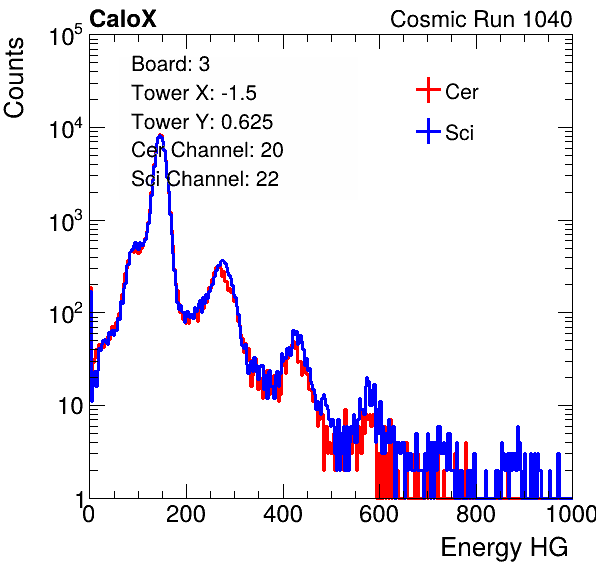 CaloX
Cosmic Run 1040
Counts
Board: 3
Tower X: -1.5
Tower Y: 0.625
Cer Channel: 20
Sci Channel: 22
Cer
Sci
10^5
10^4
10^3
10^2
10
1
0 200 400 600 800 1000
Energy HG